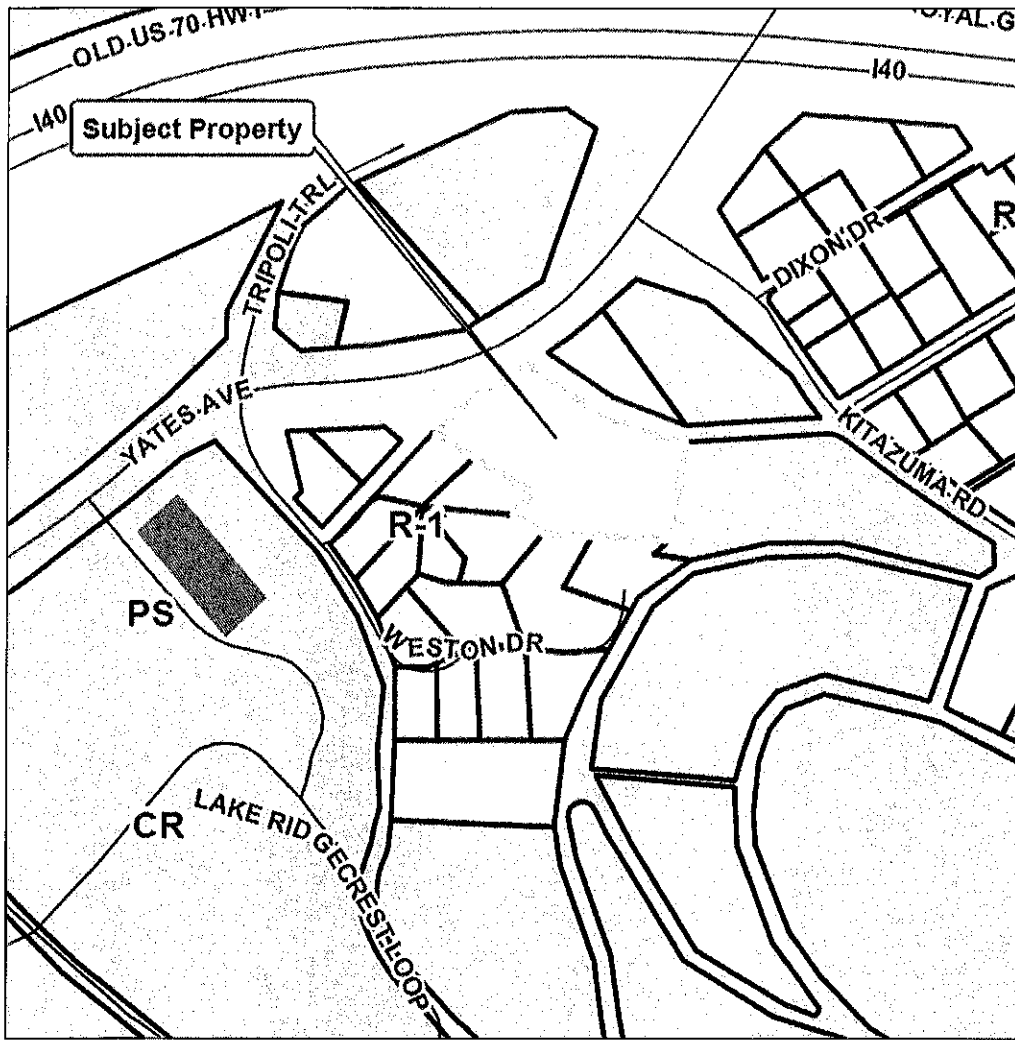 OLD US 70 HWY
I40
I40
Subject Property
TRIPOLI TRL
DIXON DR
R
YATES AVE
KITAZUMA RD
R-1
PS
WESTON DR
LAKE RIDGECREST LOOP
CR